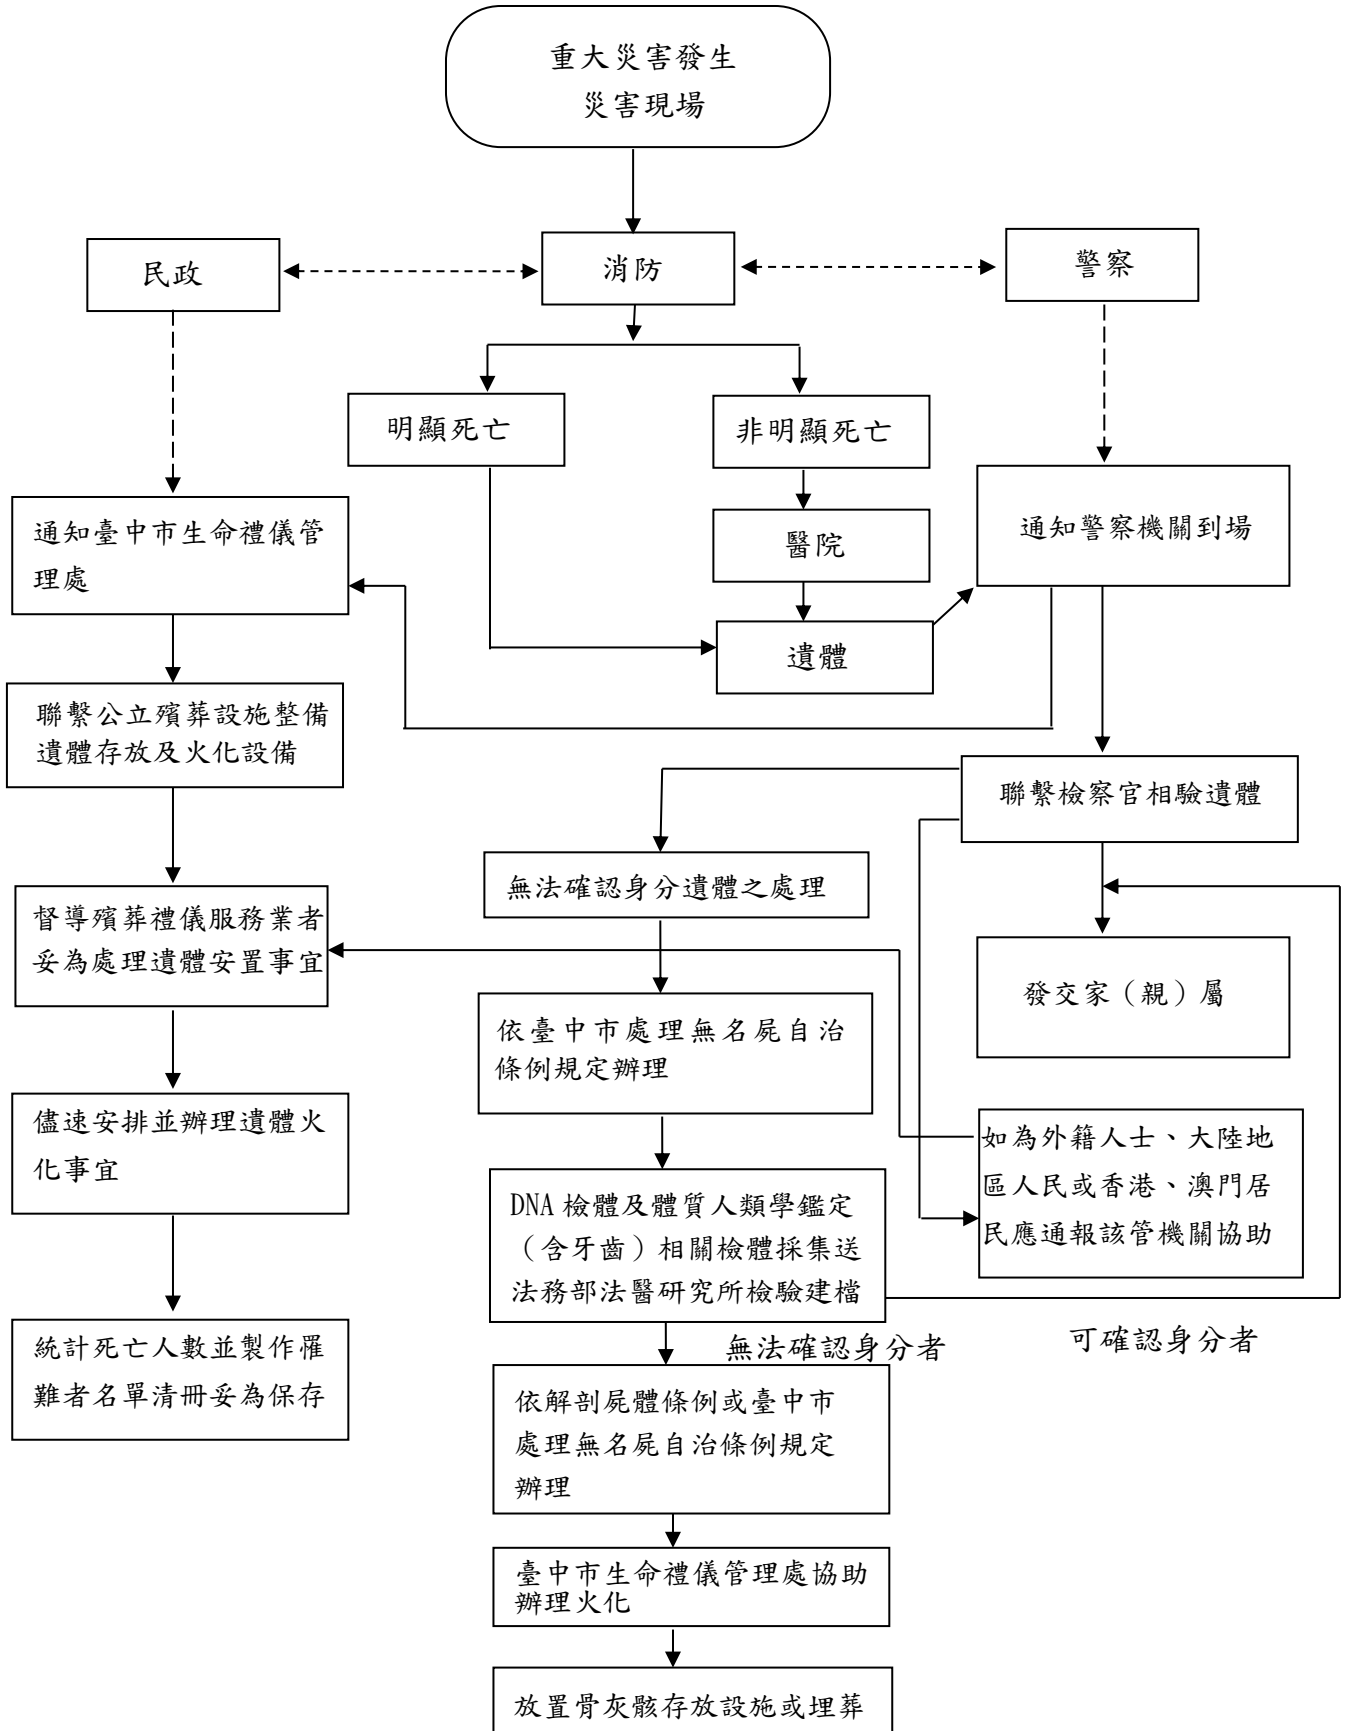 重大災害發生
災害現場
民政
消防
警察
明顯死亡
非明顯死亡
通知臺中市生命禮儀管
理處
醫院
通知警察機關到場
遺體
聯繫公立殯葬設施整備
遺體存放及火化設備
聯繫檢察官相驗遺體
無法確認身分遺體之處理
督導殯葬禮儀服務業者
妥為處理遺體安置事宜
發交家（親）屬
依臺中市處理無名屍自治
條例規定辦理
儘速安排並辦理遺體火
化事宜
如為外籍人士、大陸地
區人民或香港、澳門居
民應通報該管機關協助
DNA 檢體及體質人類學鑑定
（含牙齒）相關檢體採集送
法務部法醫研究所檢驗建檔
無法確認身分者
可確認身分者
統計死亡人數並製作罹
難者名單清冊妥為保存
依解剖屍體條例或臺中市
處理無名屍自治條例規定
辦理
臺中市生命禮儀管理處協助
辦理火化
放置骨灰骸存放設施或埋葬